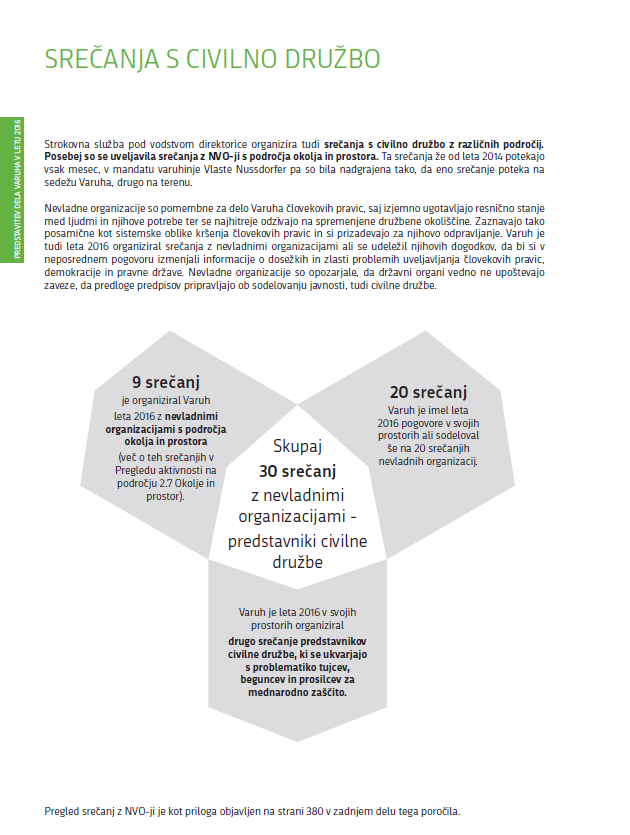 SREČANJA S CIVILNO DRUŽBO
PREDSTAVITEV DELA VARUHA V LETU 2016
Strokovna služba pod vodstvom direktorice organizira tudi srečanja s civilno družbo z različnih področij.
Posebej so se uveljavila srečanja z NVO-ji s področja okolja in prostora. Ta srečanja že od leta 2014 potekajo
vsak mesec, v mandatu varuhinje Vlaste Nussdorfer pa so bila nadgrajena tako, da eno srečanje poteka na
sedežu Varuha, drugo na terenu.
Nevladne organizacije so pomembne za delo Varuha človekovih pravic, saj izjemno ugotavljajo resnično stanje
med ljudmi in njihove potrebe ter se najhitreje odzivajo na spremenjene družbene okoliščine. Zaznavajo tako
posamične kot sistemske oblike kršenja človekovih pravic in si prizadevajo za njihovo odpravljanje. Varuh je
tudi leta 2016 organiziral srečanja z nevladnimi organizacijami ali se udeležil njihovih dogodkov, da bi si v
neposrednem pogovoru izmenjali informacije o dosežkih in zlasti problemih uveljavljanja človekovih pravic,
demokracije in pravne države. Nevladne organizacije so opozarjale, da državni organi vedno ne upoštevajo
zaveze, da predloge predpisov pripravljajo ob sodelovanju javnosti, tudi civilne družbe.
9 srečanj
je organiziral Varuh
leta 2016 z nevladnimi
organizacijami s področja
okolja in prostora
(več o teh srečanjih v
Pregledu aktivnosti na
področju 2.7 Okolje in
prostor).
20 srečanj
Varuh je imel leta
2016 pogovore v svojih
prostorih ali sodeloval
še na 20 srečanjih
nevladnih organizacij.
Skupaj
30 srečanj
z nevladnimi
organizacijami -
predstavniki civilne
družbe
Varuh je leta 2016 v svojih
prostorih organiziral
drugo srečanje predstavnikov
civilne družbe, ki se ukvarjajo
s problematiko tujcev,
beguncev in prosilcev za
mednarodno zaščito.
Pregled srečanj z NVO-ji je kot priloga objavljen na strani 380 v zadnjem delu tega poročila.